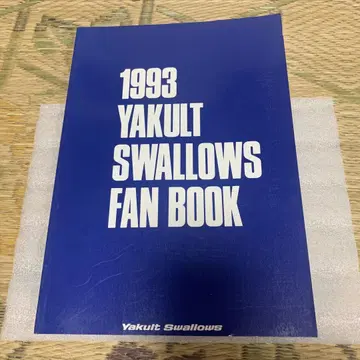 1993
YAKULT
SWALLOWS
FAN BOOK
Yakult Swallows